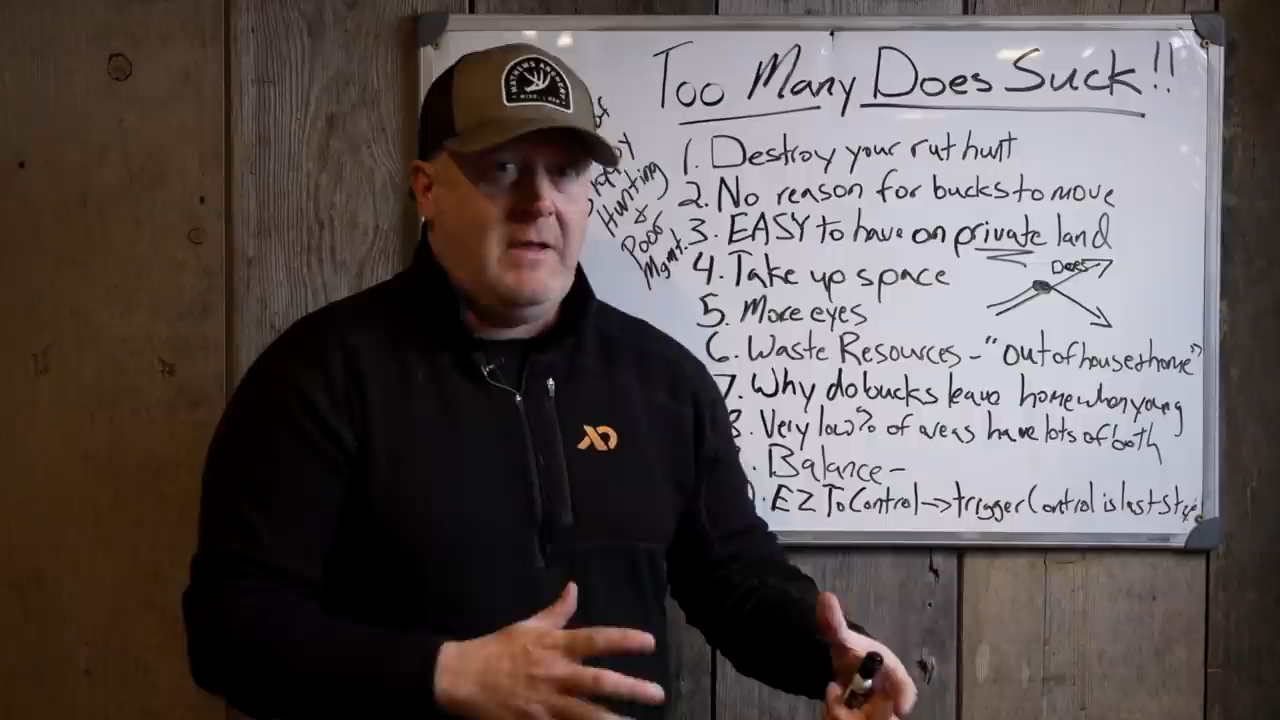 Too Many Does Suck!!
1. Destroy your rut hunt
2. No reason for bucks to move
3. EASY to have on private land
4. Take up space
5. More eyes
6. Waste Resources - "out of house & home"
7. Why do bucks leave home when young
8. Very low % of areas have lots of both
. Balance -
. EZ To Control -> trigger Control is last
Does
of
Hunting
+
Poor
Mgmt.
MATHEWS ARCHERY